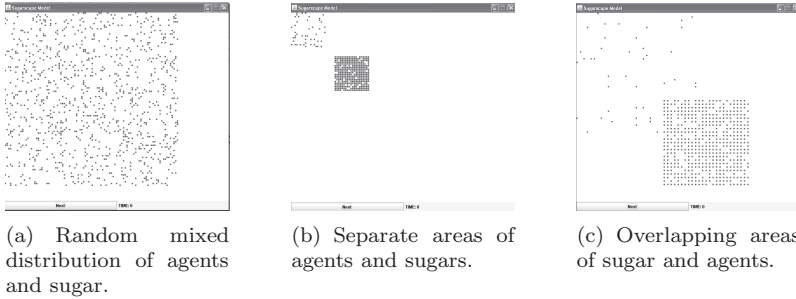 Sugarscape Model
Next TIME: 0
(a) Random mixed
distribution of agents
and sugar.
Sugarscape Model
Next TIME: 0
(b) Separate areas of
agents and sugars.
Sugarscape Model
Next TIME: 0
(c) Overlapping areas
of sugar and agents.